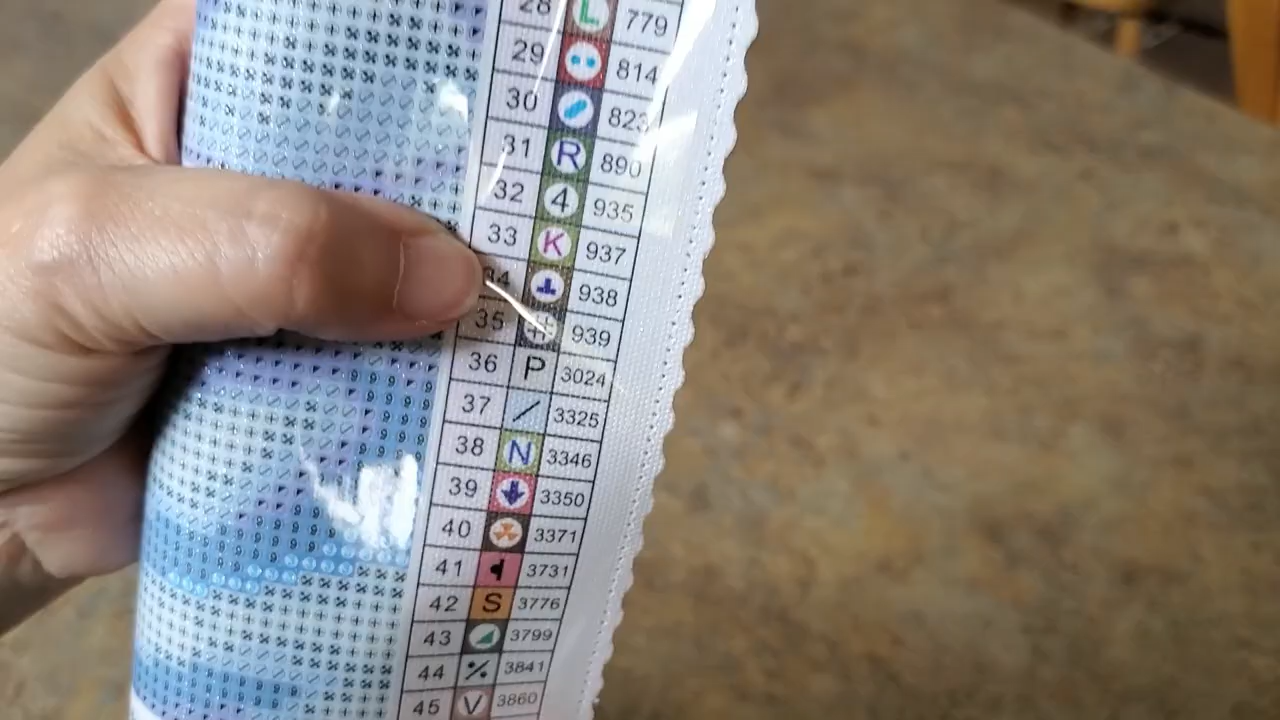 28 L 779
29 814
30 823
31 R 890
32 4 935
33 K 937
34 938
35 939
36 P 3024
37 / 3325
38 N 3346
39 3350
40 3371
41 3731
42 S 3776
43 3799
44 ٪ 3841
45 V 3860